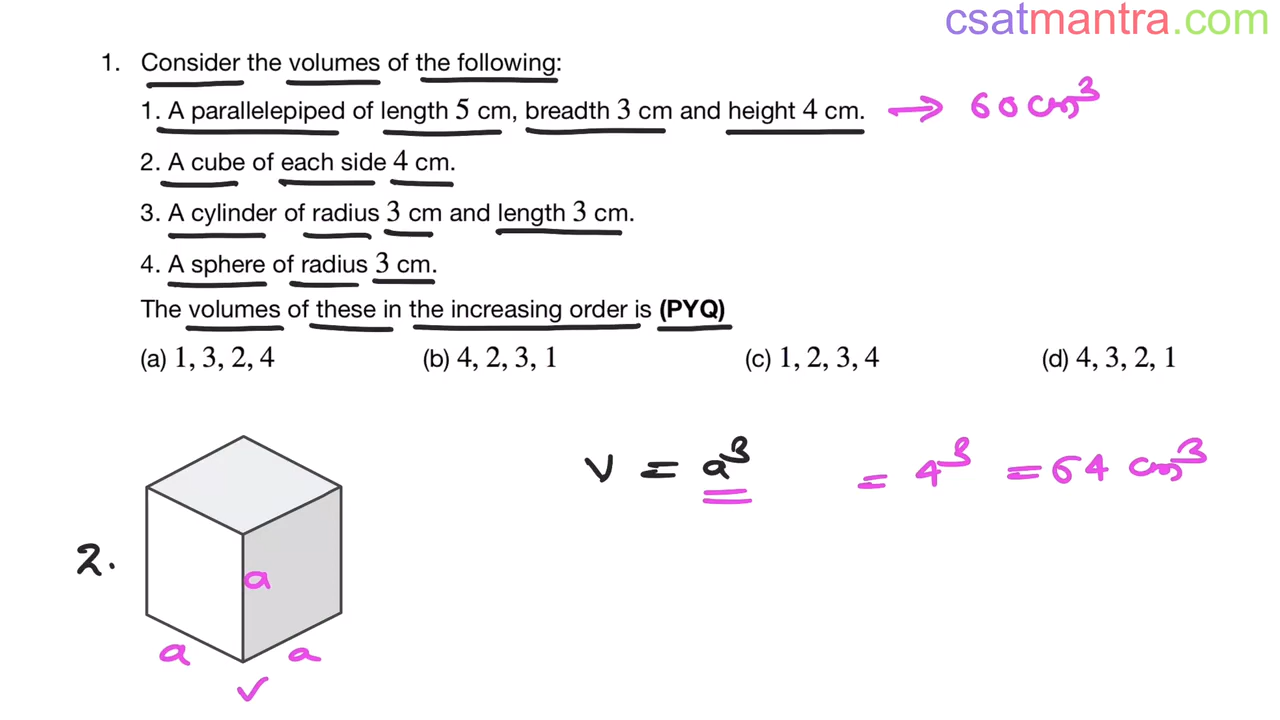 csatmantra.com
1. Consider the volumes of the following:
1. A parallelepiped of length 5 cm, breadth 3 cm and height 4 cm. → 60 cm³
2. A cube of each side 4 cm.
3. A cylinder of radius 3 cm and length 3 cm.
4. A sphere of radius 3 cm.
The volumes of these in the increasing order is (PYQ)
(a) 1, 3, 2, 4 (b) 4, 2, 3, 1 (c) 1, 2, 3, 4 (d) 4, 3, 2, 1
V = a³ = 4³ = 64 cm³
2.
a
a a